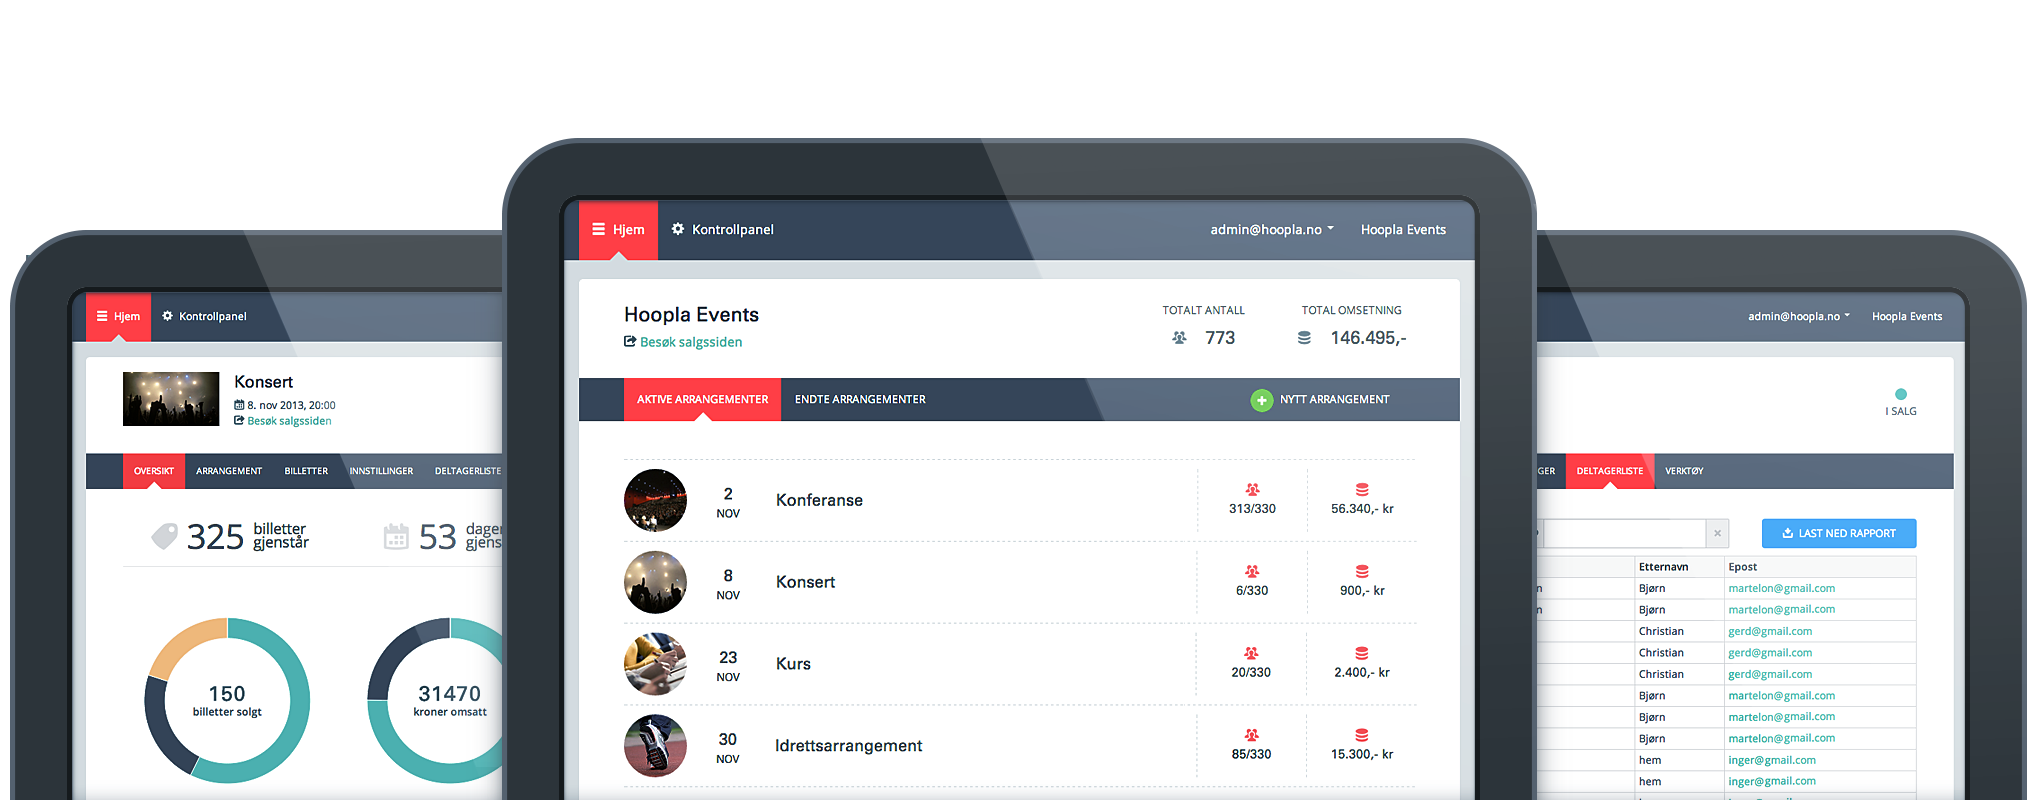 Hjem
Kontrollpanel
Konsert
8. nov 2013, 20:00
Besøk salgssiden
OVERSIKT ARRANGEMENT BILLETTER INNSTILLINGER DELTAGERLISTE
325 billetter gjenstår
53
150
billetter solgt
31470
kroner omsatt
Hjem
Kontrollpanel
admin@hoopla.no
Hoopla Events
Hoopla Events
Besøk salgssiden
TOTALT ANTALL
773
TOTAL OMSETNING
146.495,-
AKTIVE ARRANGEMENTER
ENDTE ARRANGEMENTER
NYTT ARRANGEMENT
2
NOV
Konferanse
313/330
56.340,- kr
8
NOV
Konsert
6/330
900,- kr
23
NOV
Kurs
20/330
2.400,- kr
30
NOV
Idrettsarrangement
85/330
15.300,- kr
admin@hoopla.no
Hoopla Events
I SALG
GER DELTAGERLISTE VERKTØY
LAST NED RAPPORT
Etternavn Epost
Bjørn martelon@gmail.com
Bjørn martelon@gmail.com
Christian gerd@gmail.com
Christian gerd@gmail.com
Christian gerd@gmail.com
Bjørn martelon@gmail.com
Bjørn martelon@gmail.com
Bjørn martelon@gmail.com
hem inger@gmail.com
hem inger@gmail.com